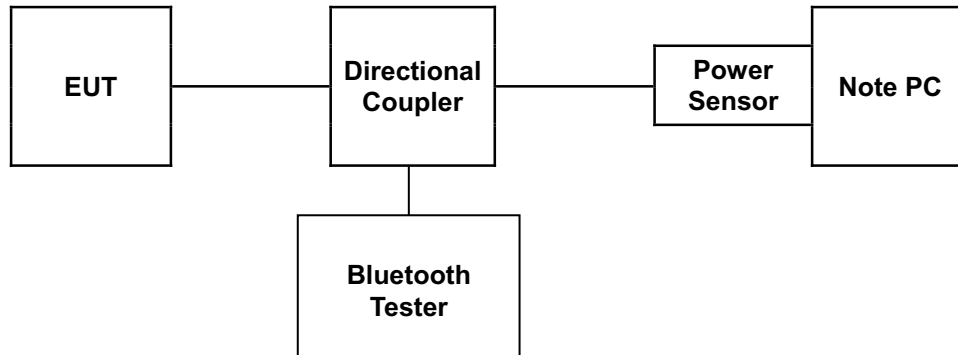 EUT
Directional
Coupler
Power
Sensor
Note PC
Bluetooth
Tester